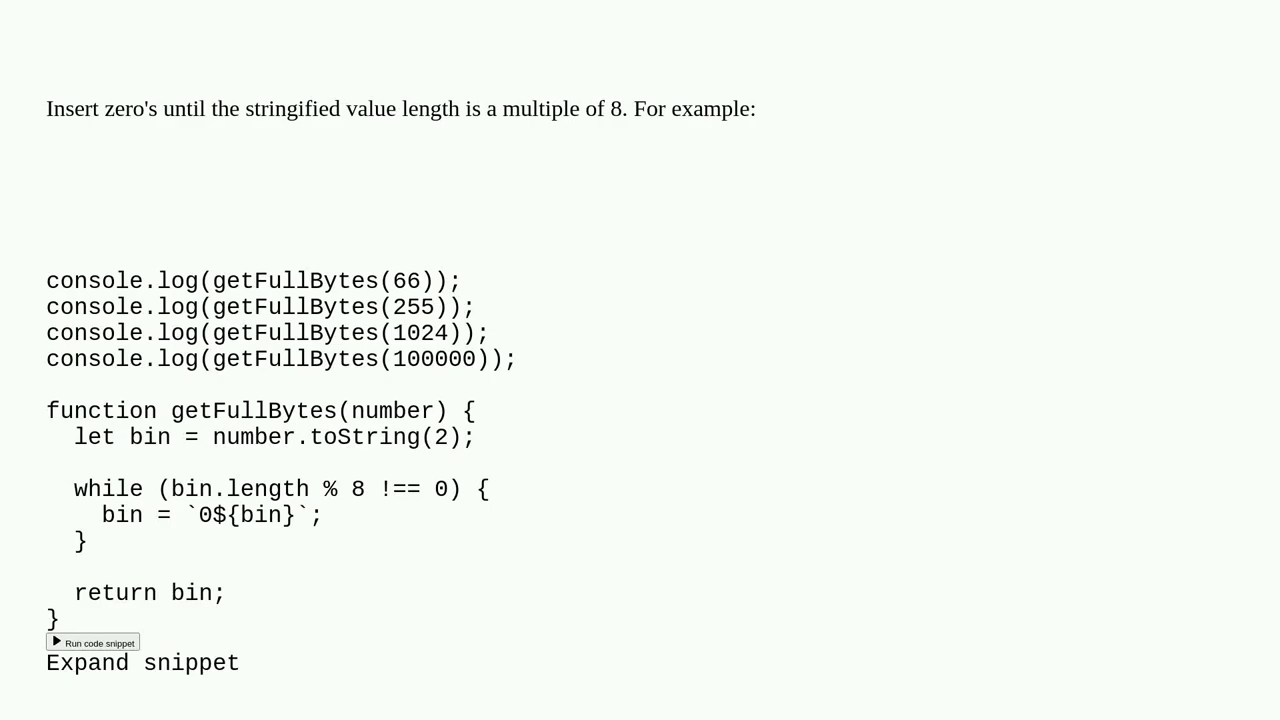 Insert zero's until the stringified value length is a multiple of 8. For example:
console.log(getFullBytes(66));
console.log(getFullBytes(255));
console.log(getFullBytes(1024));
console.log(getFullBytes(100000));
function getFullBytes(number) {
  let bin = number.toString(2);
  while (bin.length % 8 !== 0) {
    bin = `0${bin}`;
  }
  return bin;
}
Run code snippet
Expand snippet